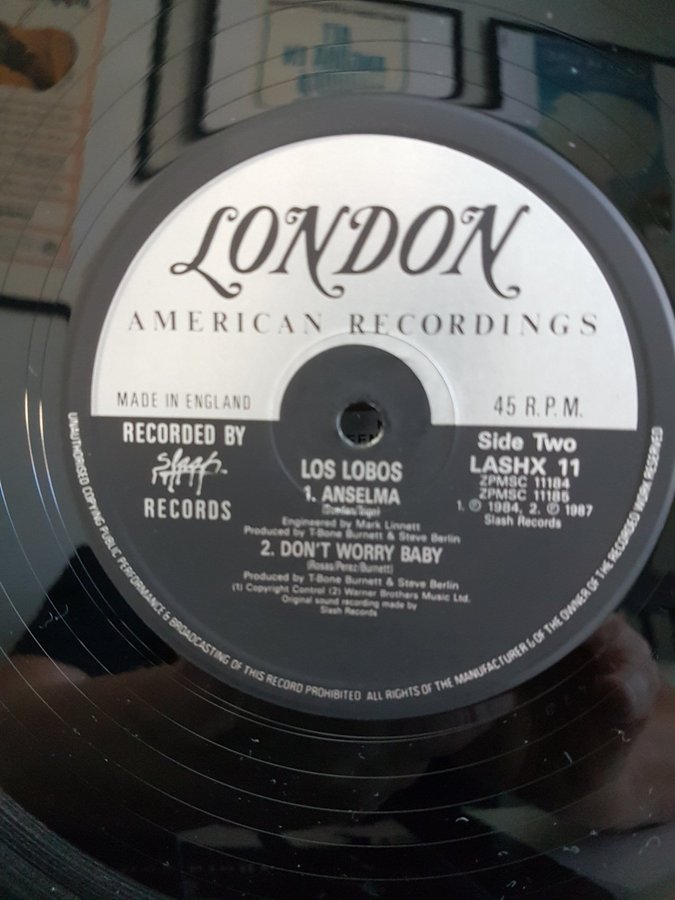 LONDON
AMERICAN RECORDINGS
MADE IN ENGLAND
45 R.P.M.
RECORDED BY
slash
RECORDS
Side Two
LASHX 11
ZPMSC 11184
ZPMSC 11185
1. ℗ 1984, 2. ℗ 1987
Slash Records
LOS LOBOS
1. ANSELMA
Engineered by Mark Linnett
Produced by T-Bone Burnett & Steve Berlin
2. DON'T WORRY BABY
(Rosas/Perez/Burnett)
Produced by T-Bone Burnett & Steve Berlin
(1) Copyright Control (2) Warner Brothers Music Ltd.
Original sound recording made by
Slash Records
UNAUTHORISED COPYING PUBLIC PERFORMANCE & BROADCASTING OF THIS RECORD PROHIBITED ALL RIGHTS OF THE MANUFACTURER & OF THE OWNER OF THE RECORDED WORK RESERVED